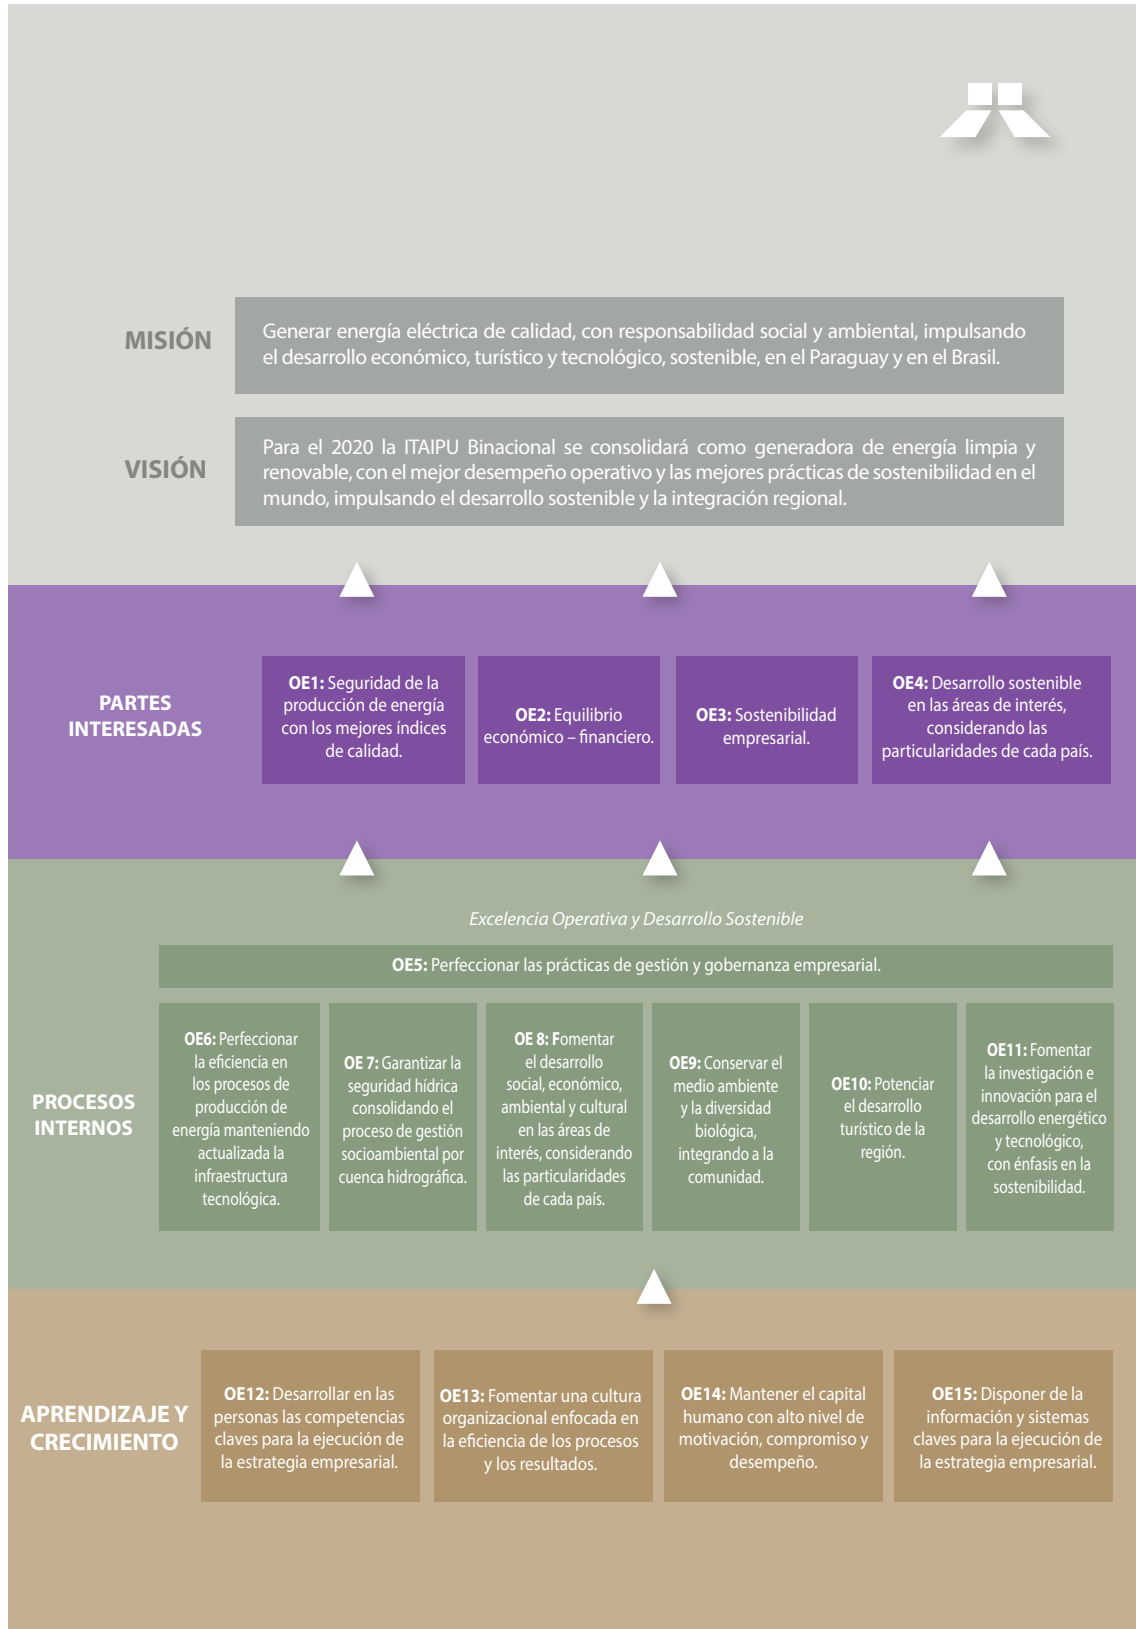 MISIÓN
Generar energía eléctrica de calidad, con responsabilidad social y ambiental, impulsando
el desarrollo económico, turístico y tecnológico, sostenible, en el Paraguay y en el Brasil.
VISIÓN
Para el 2020 la ITAIPU Binacional se consolidará como generadora de energía limpia y
renovable, con el mejor desempeño operativo y las mejores prácticas de sostenibilidad en el
mundo, impulsando el desarrollo sostenible y la integración regional.
PARTES
INTERESADAS
OE1: Seguridad de la
producción de energía
con los mejores índices
de calidad.
OE2: Equilibrio
económico – financiero.
OE3: Sostenibilidad
empresarial.
OE4: Desarrollo sostenible
en las áreas de interés,
considerando las
particularidades de cada país.
Excelencia Operativa y Desarrollo Sostenible
OE5: Perfeccionar las prácticas de gestión y gobernanza empresarial.
PROCESOS
INTERNOS
OE6: Perfeccionar
la eficiencia en
los procesos de
producción de
energía manteniendo
actualizada la
infraestructura
tecnológica.
OE 7: Garantizar la
seguridad hídrica
consolidando el
proceso de gestión
socioambiental por
cuenca hidrográfica.
OE 8: Fomentar
el desarrollo
social, económico,
ambiental y cultural
en las áreas de
interés, considerando
las particularidades
de cada país.
OE9: Conservar el
medio ambiente
y la diversidad
biológica,
integrando a la
comunidad.
OE10: Potenciar
el desarrollo
turístico de la
región.
OE11: Fomentar
la investigación e
innovación para el
desarrollo energético
y tecnológico,
con énfasis en la
sostenibilidad.
APRENDIZAJE Y
CRECIMIENTO
OE12: Desarrollar en las
personas las competencias
claves para la ejecución de
la estrategia empresarial.
OE13: Fomentar una cultura
organizacional enfocada en
la eficiencia de los procesos
y los resultados.
OE14: Mantener el capital
humano con alto nivel de
motivación, compromiso y
desempeño.
OE15: Disponer de la
información y sistemas
claves para la ejecución de
la estrategia empresarial.